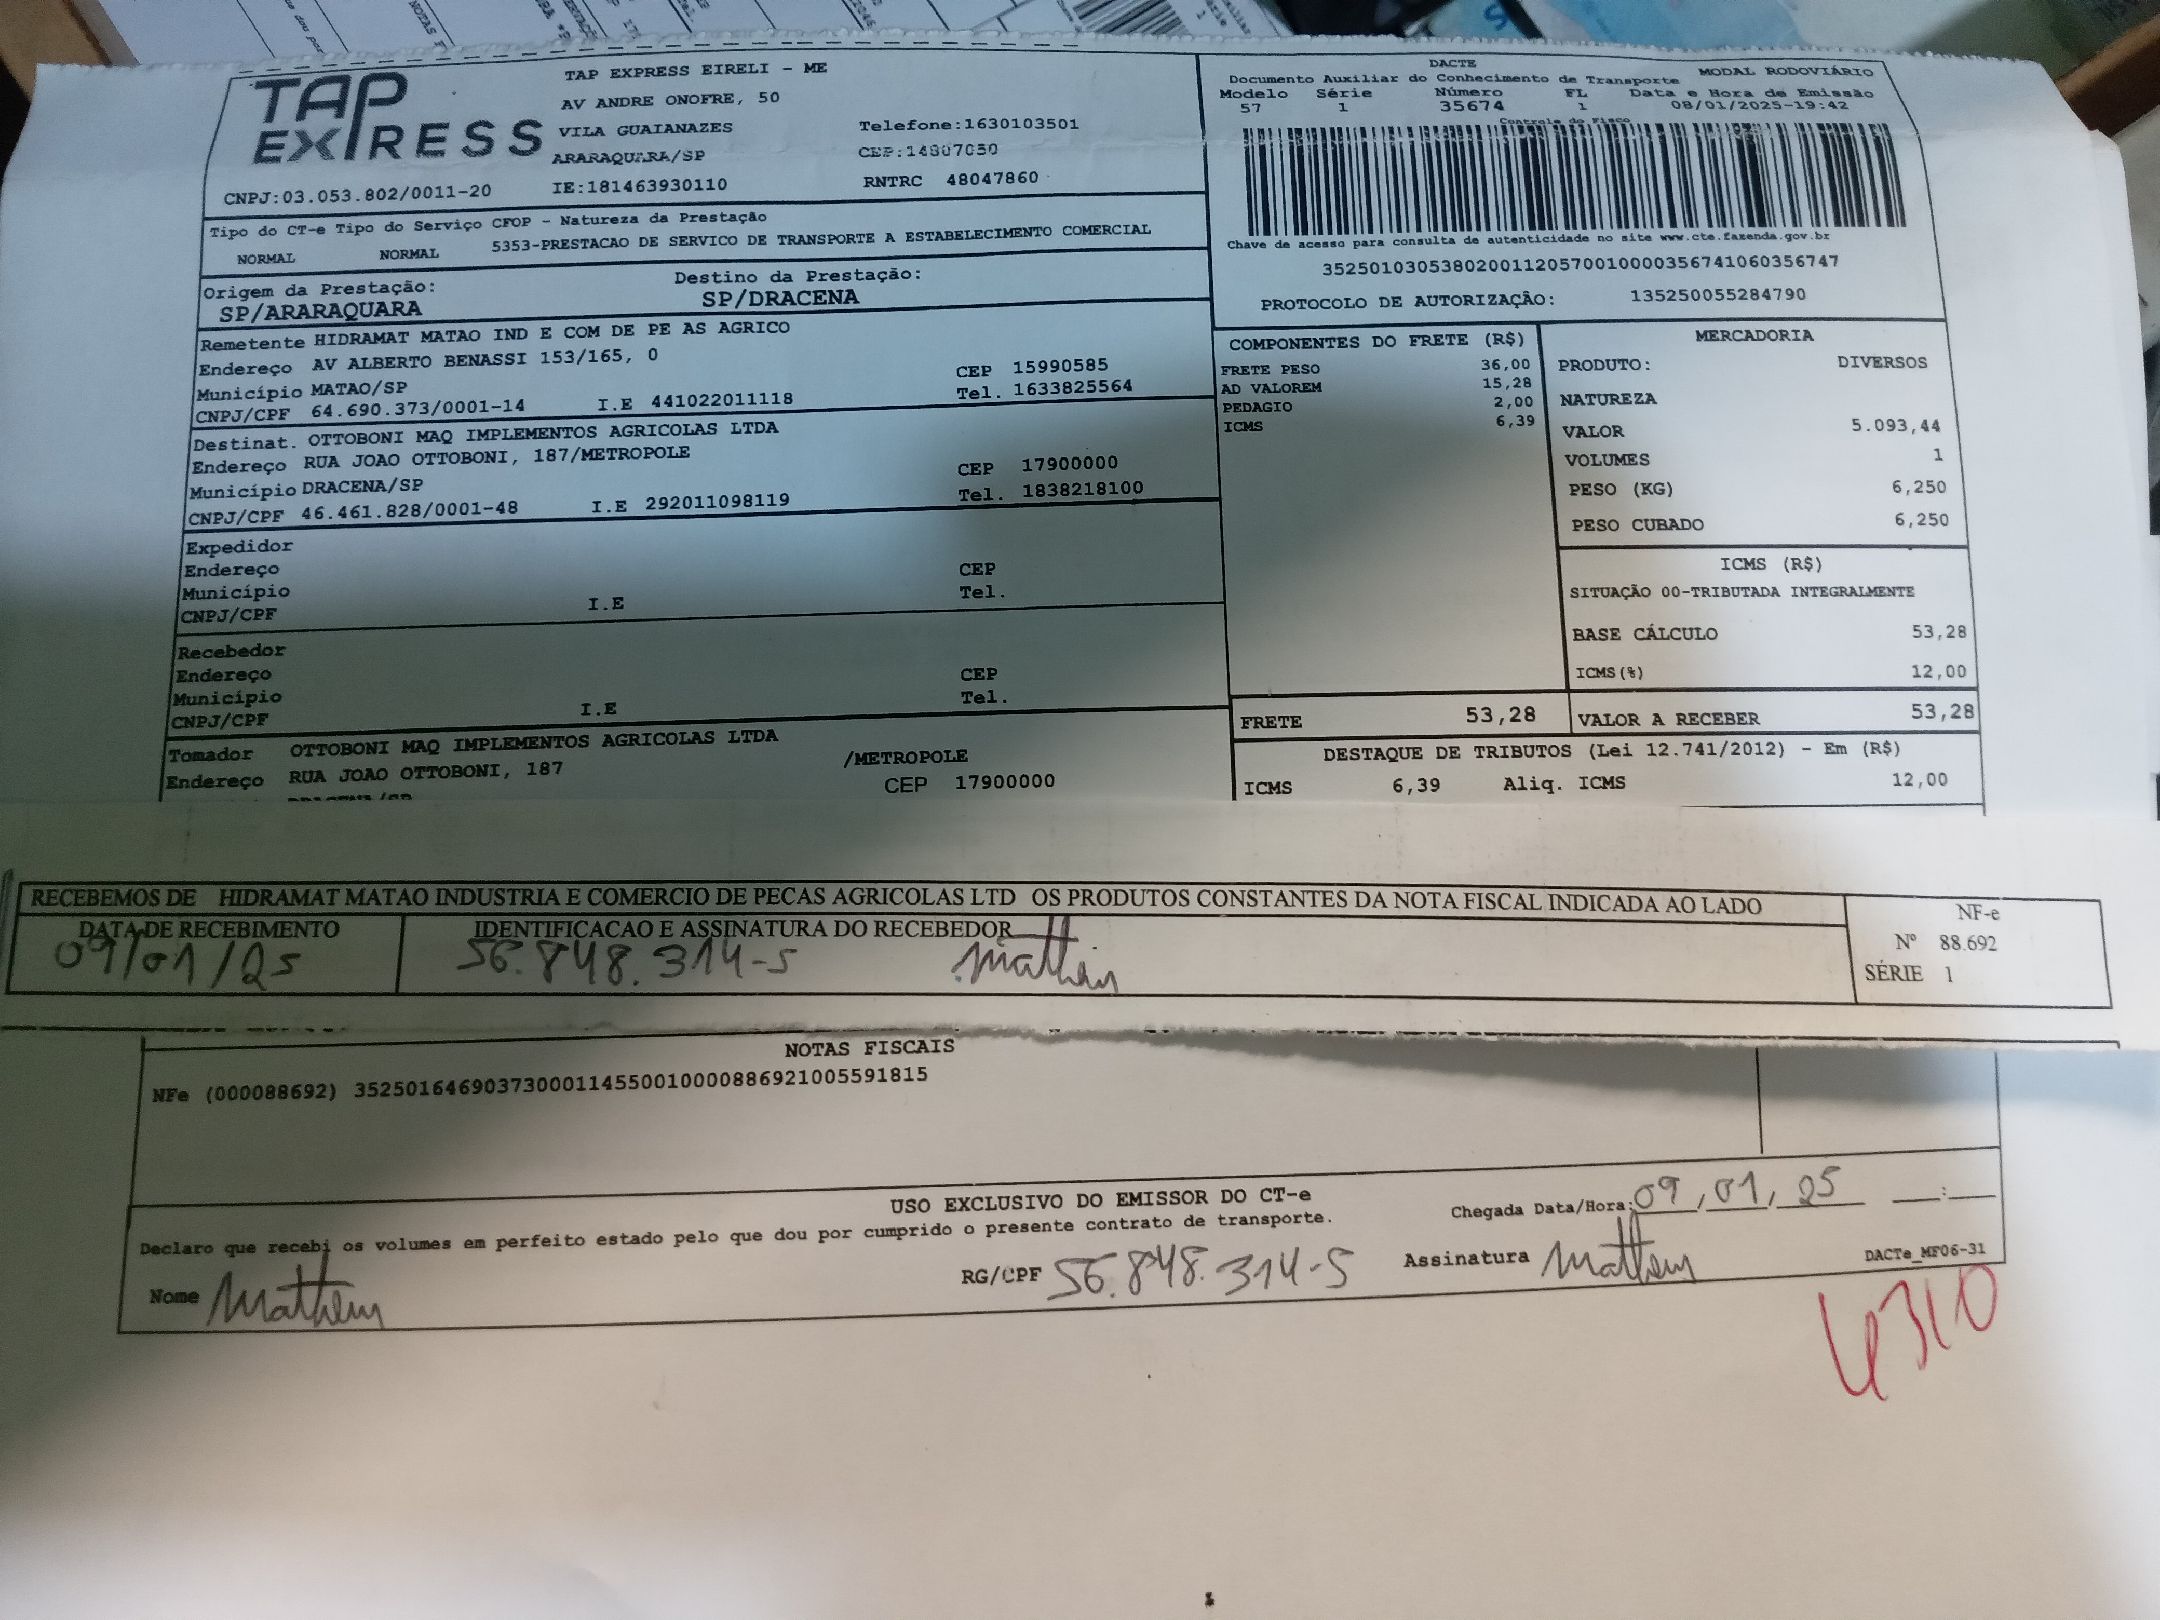 TAP EXPRESS
TAP EXPRESS EIRELI - ME
AV ANDRE ONOFRE, 50
VILA GUAIANAZES Telefone:1630103501
ARARAQUARA/SP CEP:14807050
CNPJ:03.053.802/0011-20 IE:181463930110 RNTRC 48047860
DACTE
Documento Auxiliar do Conhecimento de Transporte MODAL RODOVIÁRIO
Modelo Série Número FL Data e Hora de Emissão
57 1 35674 1 08/01/2025-19:42
Controle do Fisco
Chave de acesso para consulta de autenticidade no site www.cte.fazenda.gov.br
35250103053802001120570010000356741060356747
PROTOCOLO DE AUTORIZAÇÃO: 135250055284790
Tipo do CT-e Tipo do Serviço CFOP - Natureza da Prestação
NORMAL NORMAL 5353-PRESTACAO DE SERVICO DE TRANSPORTE A ESTABELECIMENTO COMERCIAL
Origem da Prestação: Destino da Prestação:
SP/ARARAQUARA SP/DRACENA
Remetente HIDRAMAT MATAO IND E COM DE PE AS AGRICO
Endereço AV ALBERTO BENASSI 153/165, 0 CEP 15990585
Município MATAO/SP Tel. 1633825564
CNPJ/CPF 64.690.373/0001-14 I.E 441022011118
Destinat. OTTOBONI MAQ IMPLEMENTOS AGRICOLAS LTDA
Endereço RUA JOAO OTTOBONI, 187/METROPOLE CEP 17900000
Município DRACENA/SP Tel. 1838218100
CNPJ/CPF 46.461.828/0001-48 I.E 292011098119
Expedidor
Endereço CEP
Município Tel.
CNPJ/CPF I.E
Recebedor
Endereço CEP
Município Tel.
CNPJ/CPF I.E
Tomador OTTOBONI MAQ IMPLEMENTOS AGRICOLAS LTDA
Endereço RUA JOAO OTTOBONI, 187 /METROPOLE CEP 17900000
COMPONENTES DO FRETE (R$)
FRETE PESO 36,00
AD VALOREM 15,28
PEDAGIO 2,00
ICMS 6,39
MERCADORIA
PRODUTO: DIVERSOS
NATUREZA
VALOR 5.093,44
VOLUMES 1
PESO (KG) 6,250
PESO CUBADO 6,250
ICMS (R$)
SITUAÇÃO 00-TRIBUTADA INTEGRALMENTE
BASE CÁLCULO 53,28
ICMS(%) 12,00
FRETE 53,28 VALOR A RECEBER 53,28
DESTAQUE DE TRIBUTOS (Lei 12.741/2012) - Em (R$)
ICMS 6,39 Aliq. ICMS 12,00
RECEBEMOS DE HIDRAMAT MATAO INDUSTRIA E COMERCIO DE PECAS AGRICOLAS LTD OS PRODUTOS CONSTANTES DA NOTA FISCAL INDICADA AO LADO
DATA DE RECEBIMENTO IDENTIFICACAO E ASSINATURA DO RECEBEDOR
09/01/25 56.848.314-5 Matheus
NF-e
Nº 88.692
SÉRIE 1
NOTAS FISCAIS
NFe (000088692) 35250164690373000114550010000886921005591815
USO EXCLUSIVO DO EMISSOR DO CT-e
Declaro que recebi os volumes em perfeito estado pelo que dou por cumprido o presente contrato de transporte.
Chegada Data/Hora: 09/01/25 __:__
Nome Matheus RG/CPF 56.848.314-5 Assinatura Matheus DACTe_MF06-31